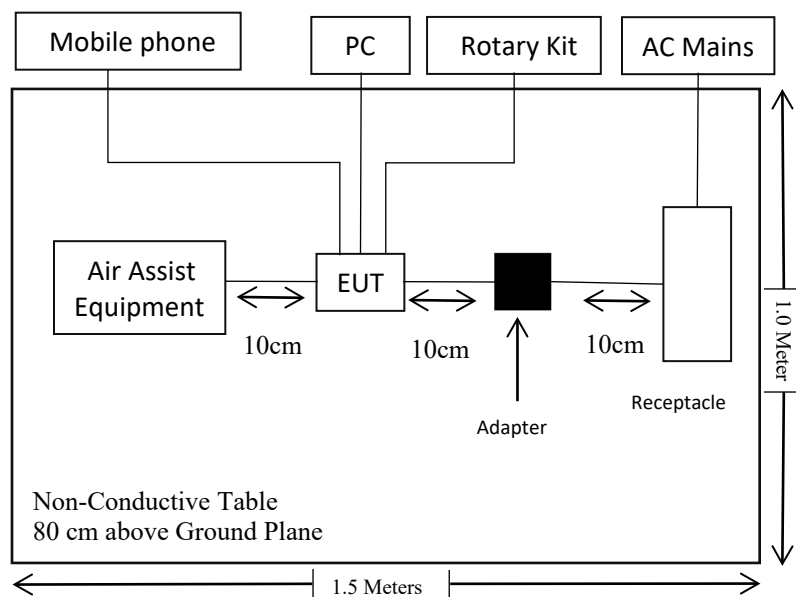 Mobile phone
PC
Rotary Kit
AC Mains
Air Assist
Equipment
EUT
10cm
10cm
10cm
Receptacle
Adapter
1.0 Meter
Non-Conductive Table
80 cm above Ground Plane
1.5 Meters